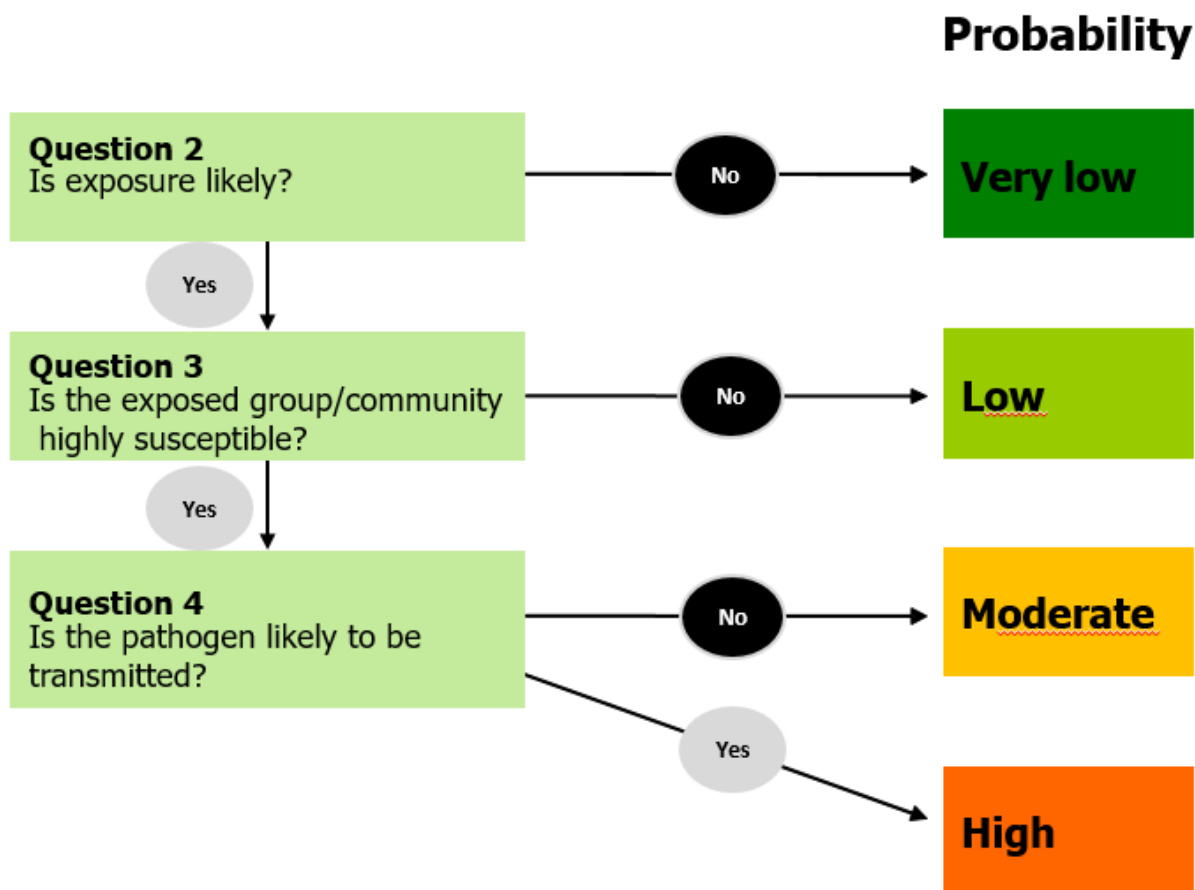 Probability
Question 2
Is exposure likely?
No
Very low
Yes
Question 3
Is the exposed group/community
highly susceptible?
No
Low
Yes
Question 4
Is the pathogen likely to be
transmitted?
No
Moderate
Yes
High